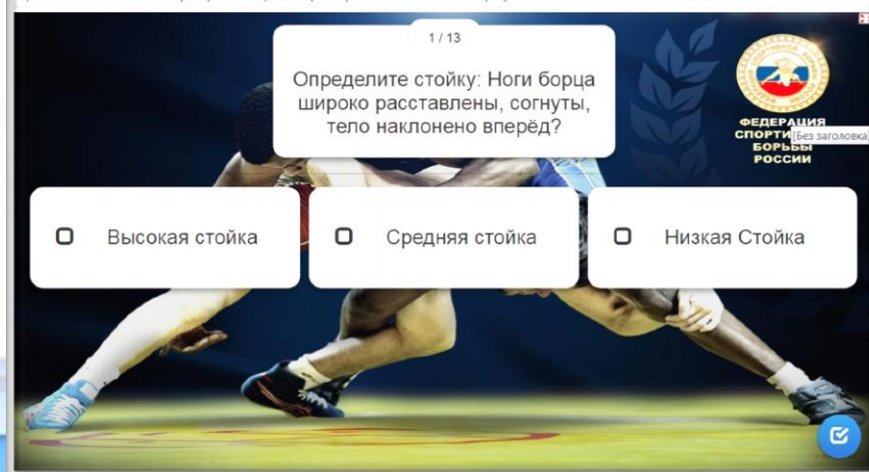 1 / 13
Определите стойку: Ноги борца
широко расставлены, согнуты,
тело наклонено вперёд?
ФЕДЕРАЦИЯ
[Без заголовка]
БОРЬБЫ
РОССИИ
Высокая стойка
Средняя стойка
Низкая Стойка